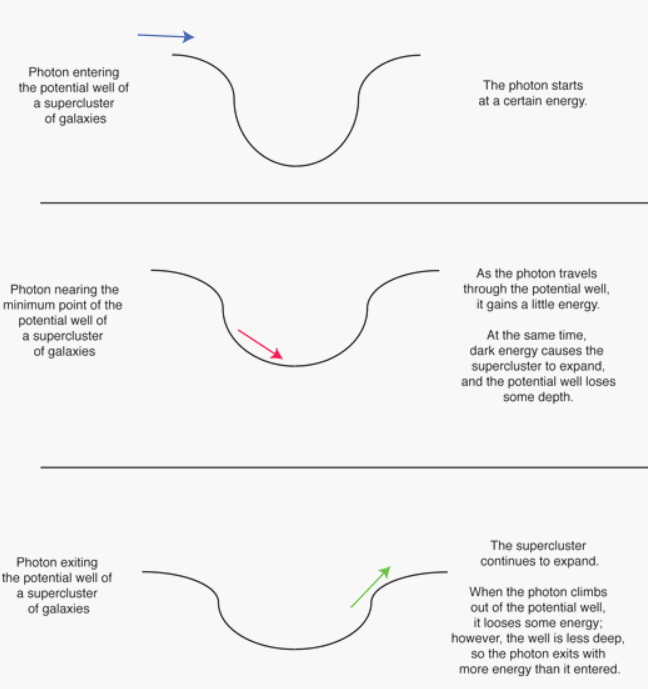 Photon entering
the potential well of
a supercluster
of galaxies
The photon starts
at a certain energy.
Photon nearing the
minimum point of the
potential well of
a supercluster
of galaxies
As the photon travels
through the potential well,
it gains a little energy.
At the same time,
dark energy causes the
supercluster to expand,
and the potential well loses
some depth.
Photon exiting
the potential well of
a supercluster
of galaxies
The supercluster
continues to expand.
When the photon climbs
out of the potential well,
it looses some energy;
however, the well is less deep,
so the photon exits with
more energy than it entered.